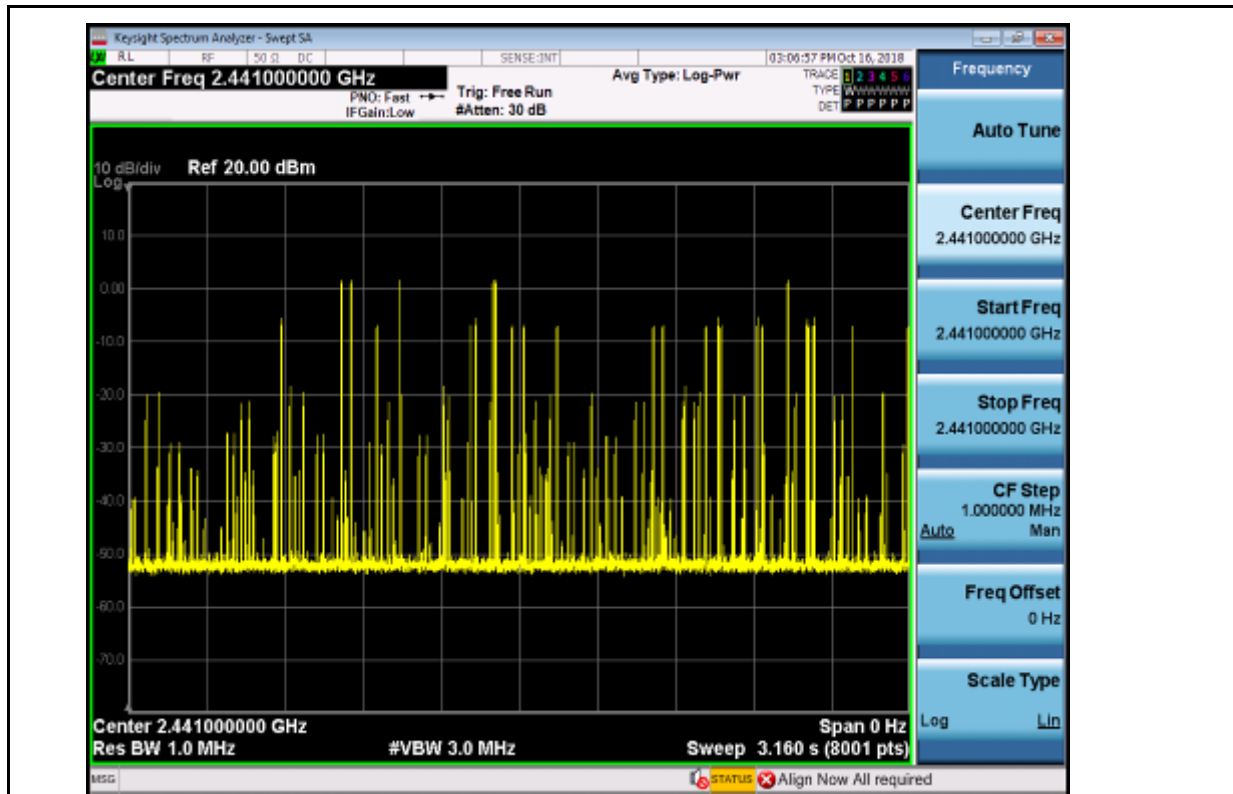 Keysight Spectrum Analyzer - Swept SA
RL RF 50 Ω DC SENSE:INT 03:06:57 PM Oct 16, 2018
Center Freq 2.441000000 GHz
Avg Type: Log-Pwr
TRACE 1 2 3 4 5 6
PNO: Fast
Trig: Free Run
TYPE WWWWWW
IFGain:Low
#Atten: 30 dB
DET P P P P P P
10 dB/div
Ref 20.00 dBm
Log
10.0
0.00
-10.0
-20.0
-30.0
-40.0
-50.0
-60.0
-70.0
Center 2.441000000 GHz
Span 0 Hz
Res BW 1.0 MHz
#VBW 3.0 MHz
Sweep 3.160 s (8001 pts)
MSG
STATUS
Align Now All required
Frequency
Auto Tune
Center Freq
2.441000000 GHz
Start Freq
2.441000000 GHz
Stop Freq
2.441000000 GHz
CF Step
1.000000 MHz
Auto Man
Freq Offset
0 Hz
Scale Type
Log Lin